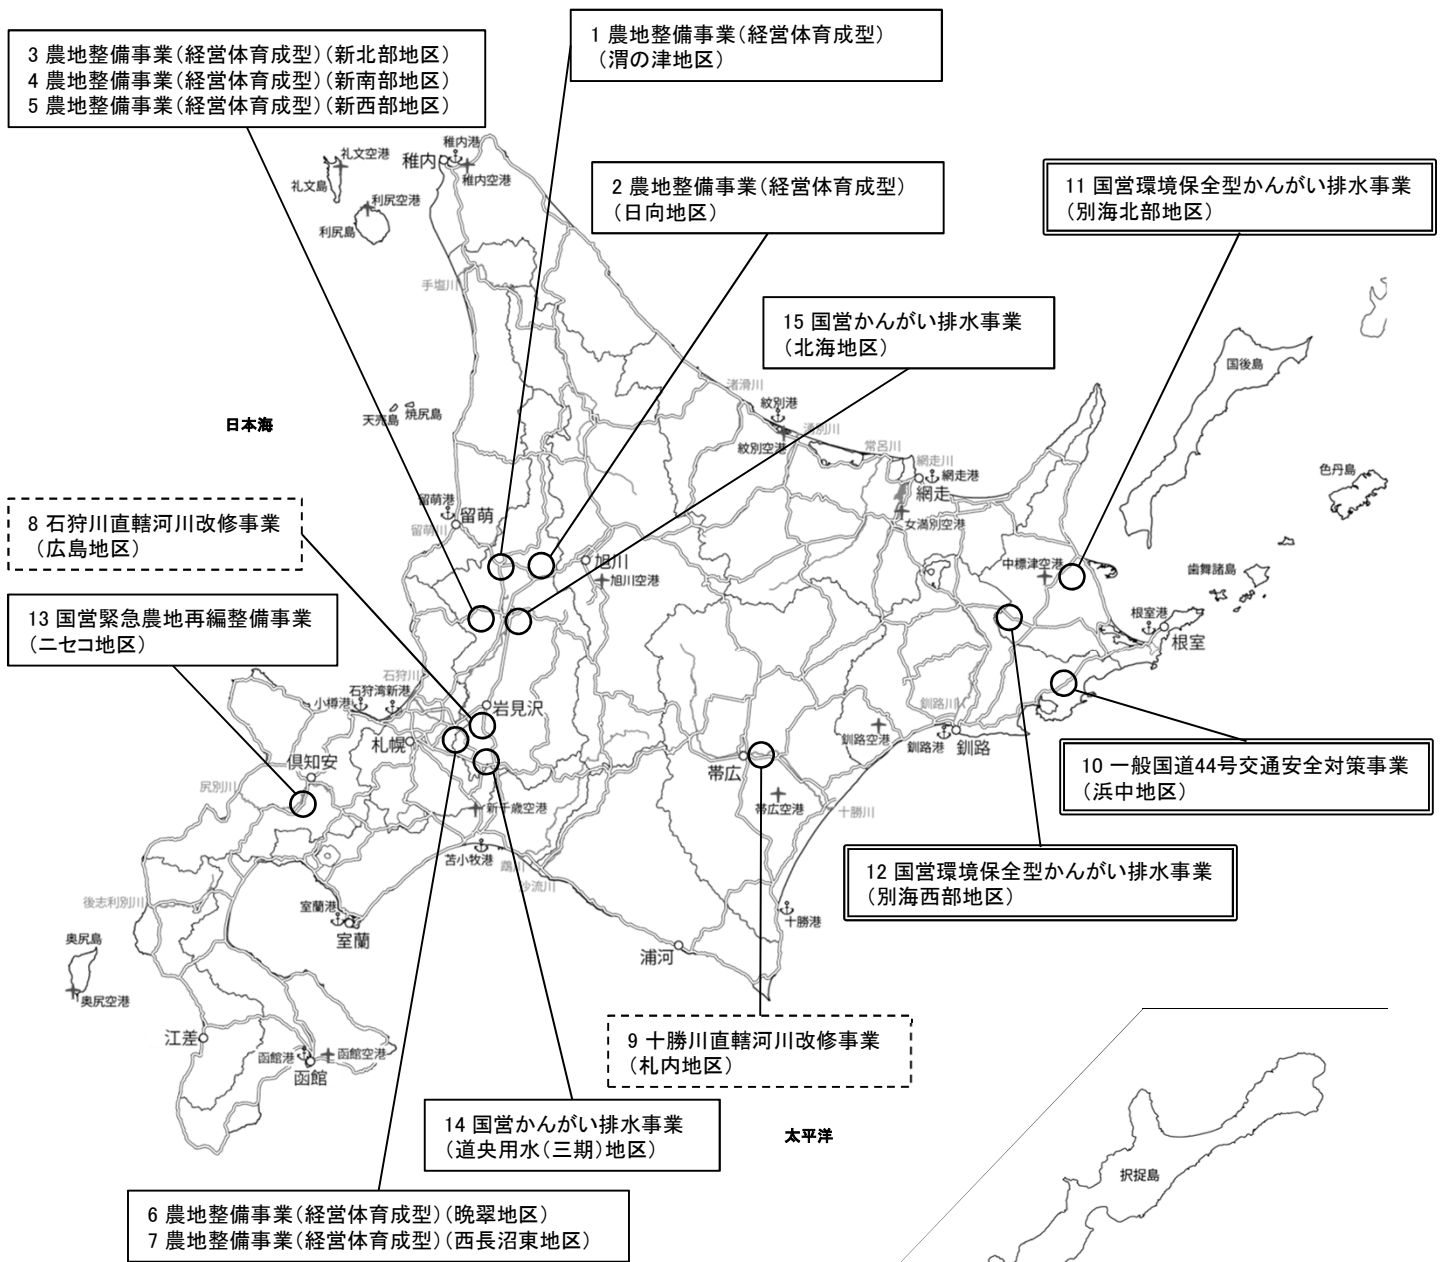 1 農地整備事業(経営体育成型)
(渭の津地区)
3 農地整備事業(経営体育成型)(新北部地区)
4 農地整備事業(経営体育成型)(新南部地区)
5 農地整備事業(経営体育成型)(新西部地区)
2 農地整備事業(経営体育成型)
(日向地区)
11 国営環境保全型かんがい排水事業
(別海北部地区)
15 国営かんがい排水事業
(北海地区)
8 石狩川直轄河川改修事業
(広島地区)
13 国営緊急農地再編整備事業
(ニセコ地区)
10 一般国道44号交通安全対策事業
(浜中地区)
12 国営環境保全型かんがい排水事業
(別海西部地区)
9 十勝川直轄河川改修事業
(札内地区)
14 国営かんがい排水事業
(道央用水(三期)地区)
6 農地整備事業(経営体育成型)(晩翠地区)
7 農地整備事業(経営体育成型)(西長沼東地区)
稚内港
稚内
稚内空港
礼文空港
礼文島
利尻空港
利尻島
手塩川
国後島
渚滑川
紋別港
湧別川
紋別空港
常呂川
網走川
網走港
網走
女満別空港
天売島
焼尻島
日本海
色丹島
留萌港
留萌
留萌川
旭川
旭川空港
中標津空港
歯舞諸島
根室港
根室
石狩川
石狩湾新港
小樽港
岩見沢
札幌
倶知安
尻別川
釧路川
釧路空港
釧路港
釧路
帯広
帯広空港
十勝川
新千歳空港
苫小牧港
鵡川
沙流川
後志利別川
室蘭港
室蘭
十勝港
浦河
奥尻島
奥尻空港
江差
函館港
函館空港
函館
太平洋
択捉島